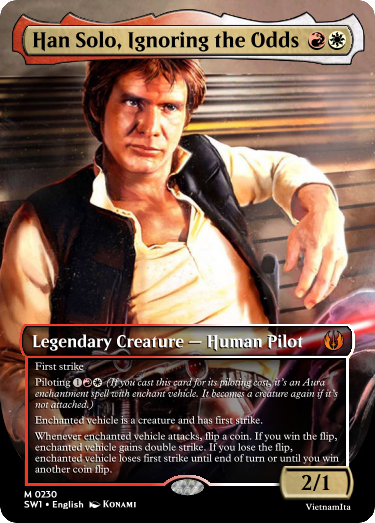 Han Solo, Ignoring the Odds
Legendary Creature — Human Pilot
First strike
Piloting 1RW (If you cast this card for its piloting cost, it's an Aura
enchantment spell with enchant vehicle. It becomes a creature again if it's
not attached.)
Enchanted vehicle is a creature and has first strike.
Whenever enchanted vehicle attacks, flip a coin. If you win the flip,
enchanted vehicle gains double strike. If you lose the flip,
enchanted vehicle loses first strike until end of turn or until you win
another coin flip.
2/1
M 0230
SW1 • English KONAMI
VietnamIta